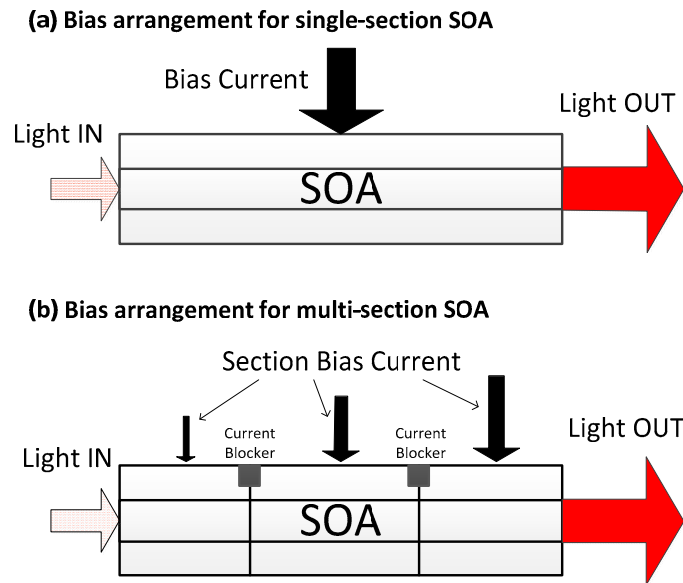 (a) Bias arrangement for single-section SOA
Bias Current
Light OUT
Light IN
SOA
(b) Bias arrangement for multi-section SOA
Section Bias Current
Current
Blocker
Current
Blocker
Light OUT
Light IN
SOA